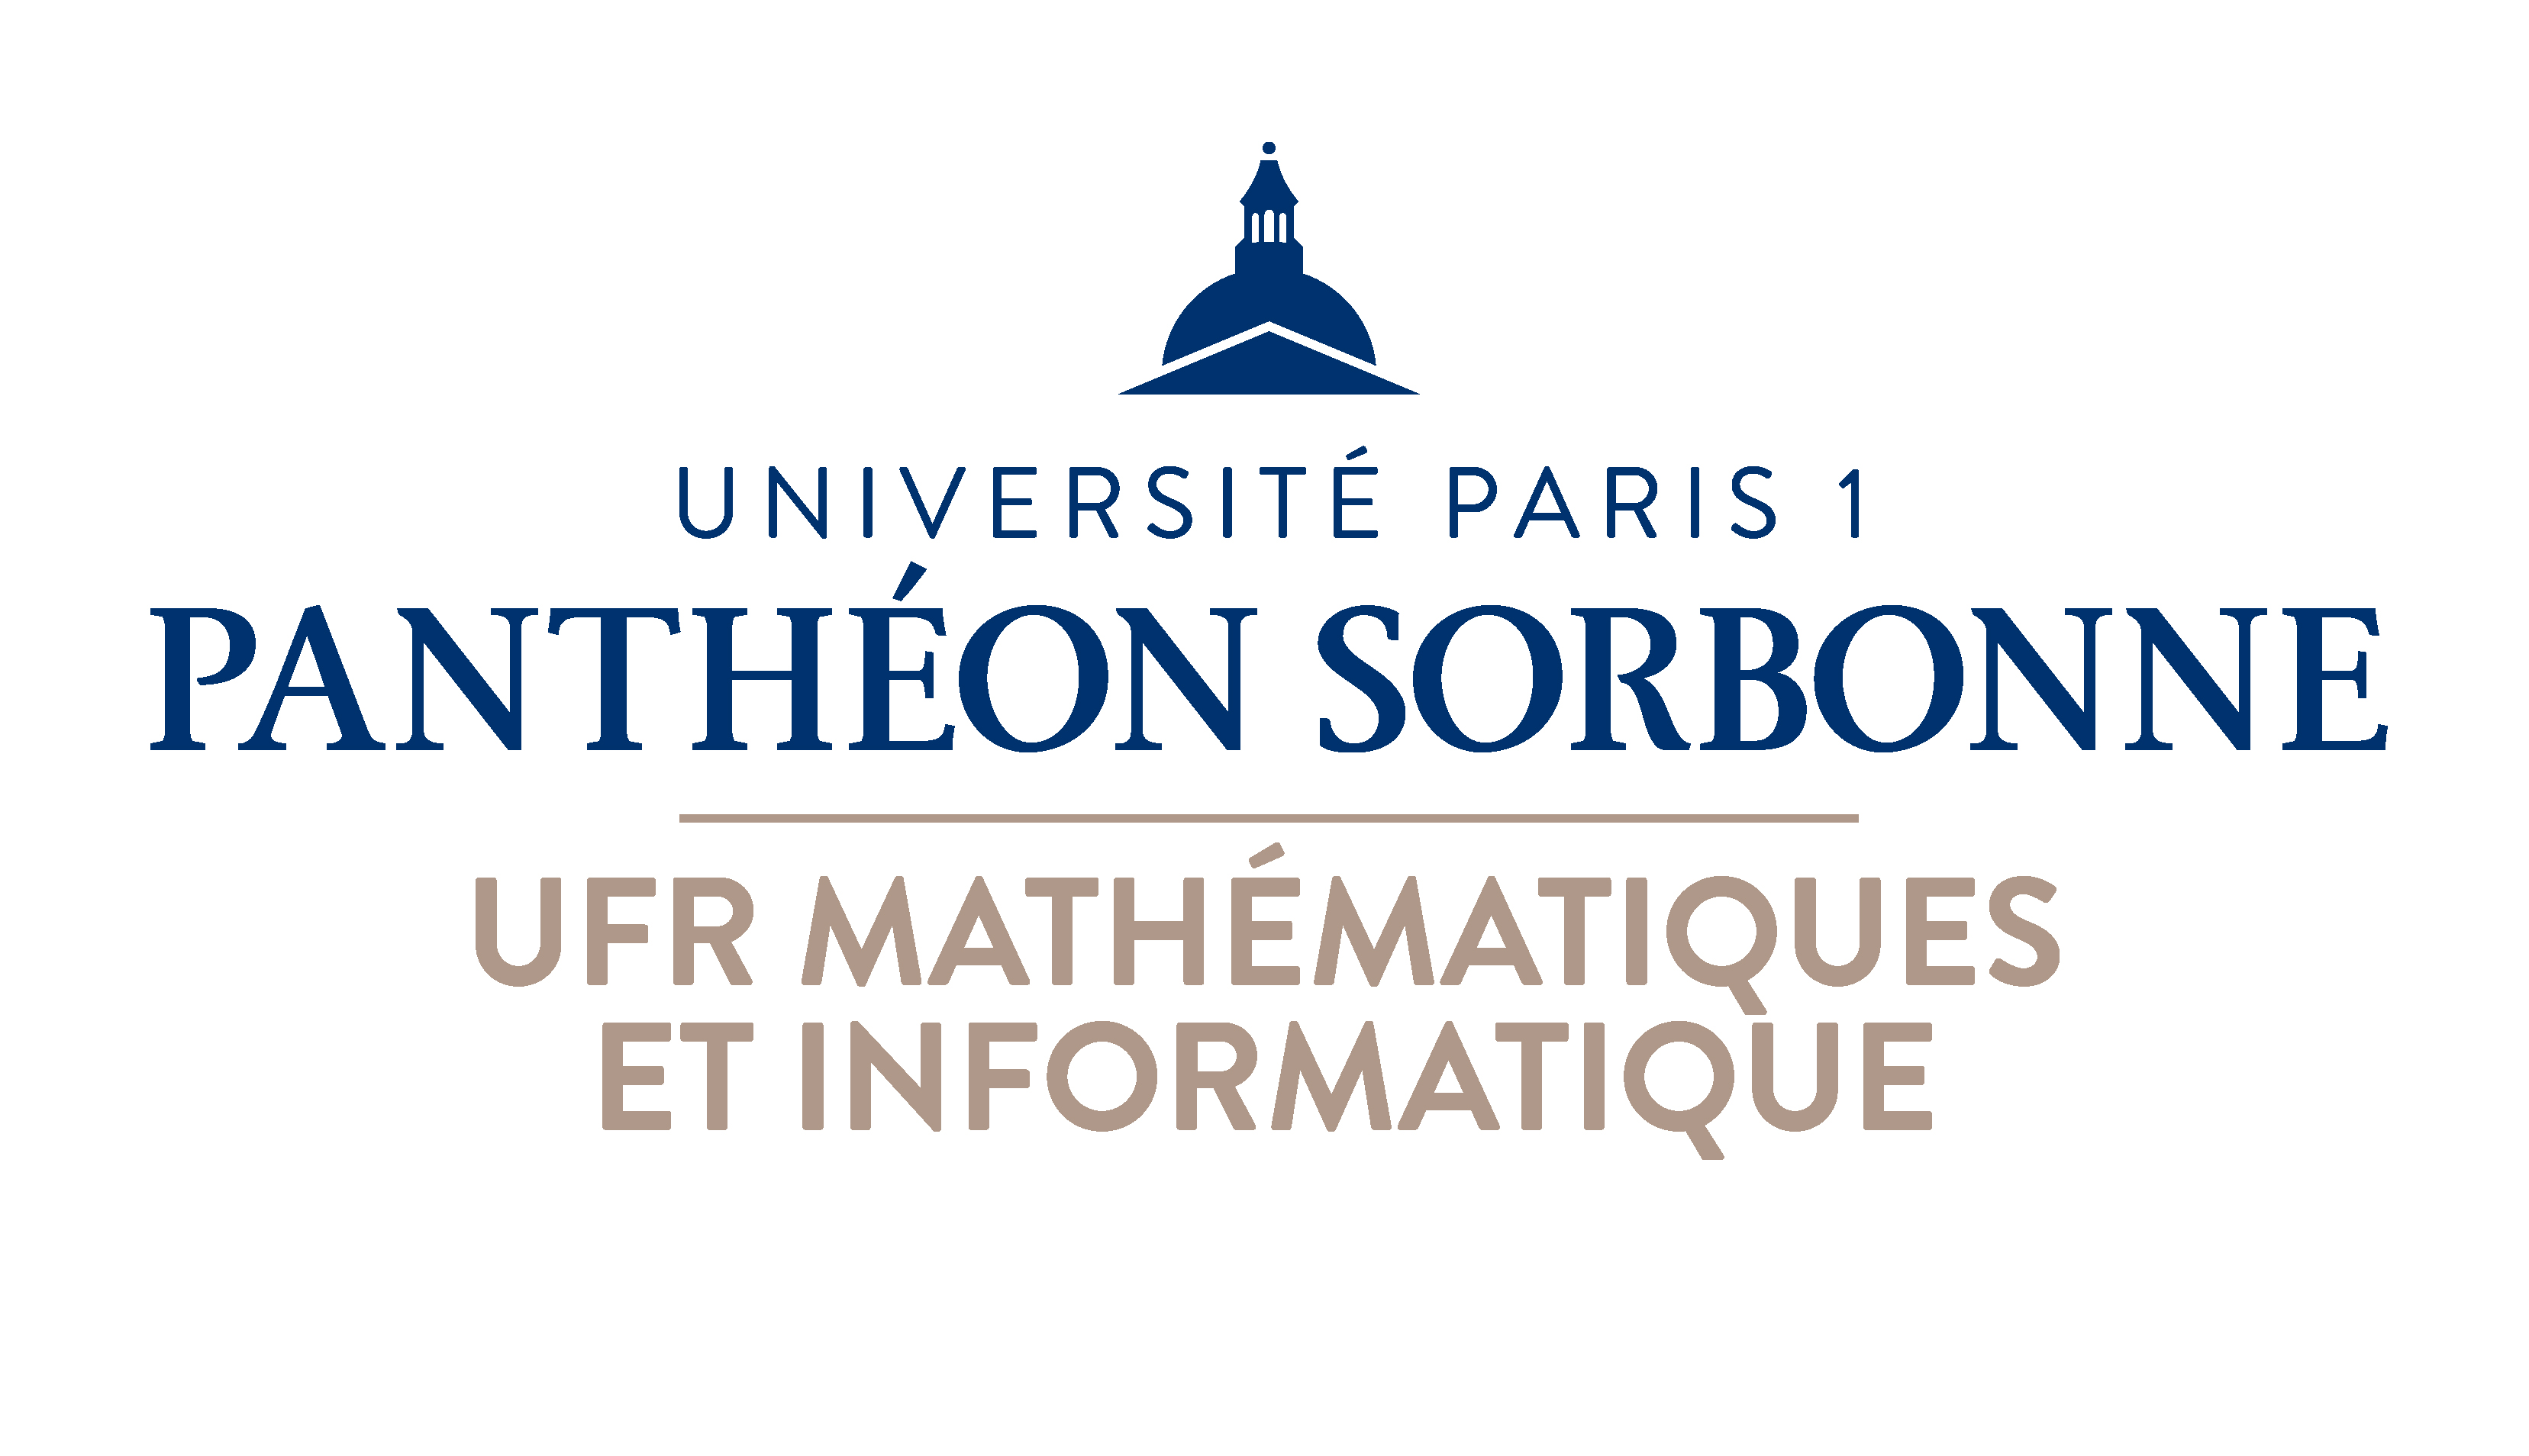 UNIVERSITÉ PARIS 1
PANTHÉON SORBONNE
UFR MATHÉMATIQUES
ET INFORMATIQUE